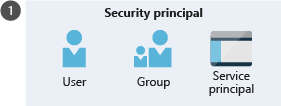 1
Security principal
User
Group
Service
principal